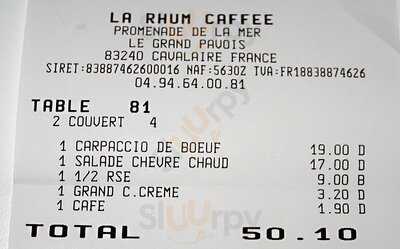 LA RHUM CAFFEE
PROMENADE DE LA MER
LE GRAND PAVOIS
83240 CAVALAIRE FRANCE
SIRET:83887462600016 NAF:5630Z TVA:FR18838874626
04.94.64.00.81
TABLE 81
2 COUVERT 4
1 CARPACCIO DE BOEUF 19.00 D
1 SALADE CHEVRE CHAUD 17.00 D
1 1/2 RSE 9.00 B
1 GRAND C.CREME 3.20 D
1 CAFE 1.90 D
TOTAL 50.10
Sluurpy
Sluurpy